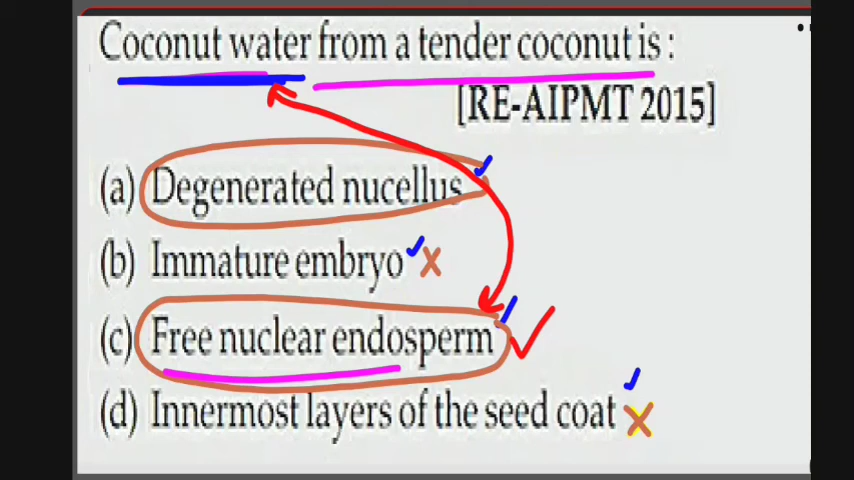 Coconut water from a tender coconut is :
[RE-AIPMT 2015]
(a) Degenerated nucellus
(b) Immature embryo
(c) Free nuclear endosperm
(d) Innermost layers of the seed coat